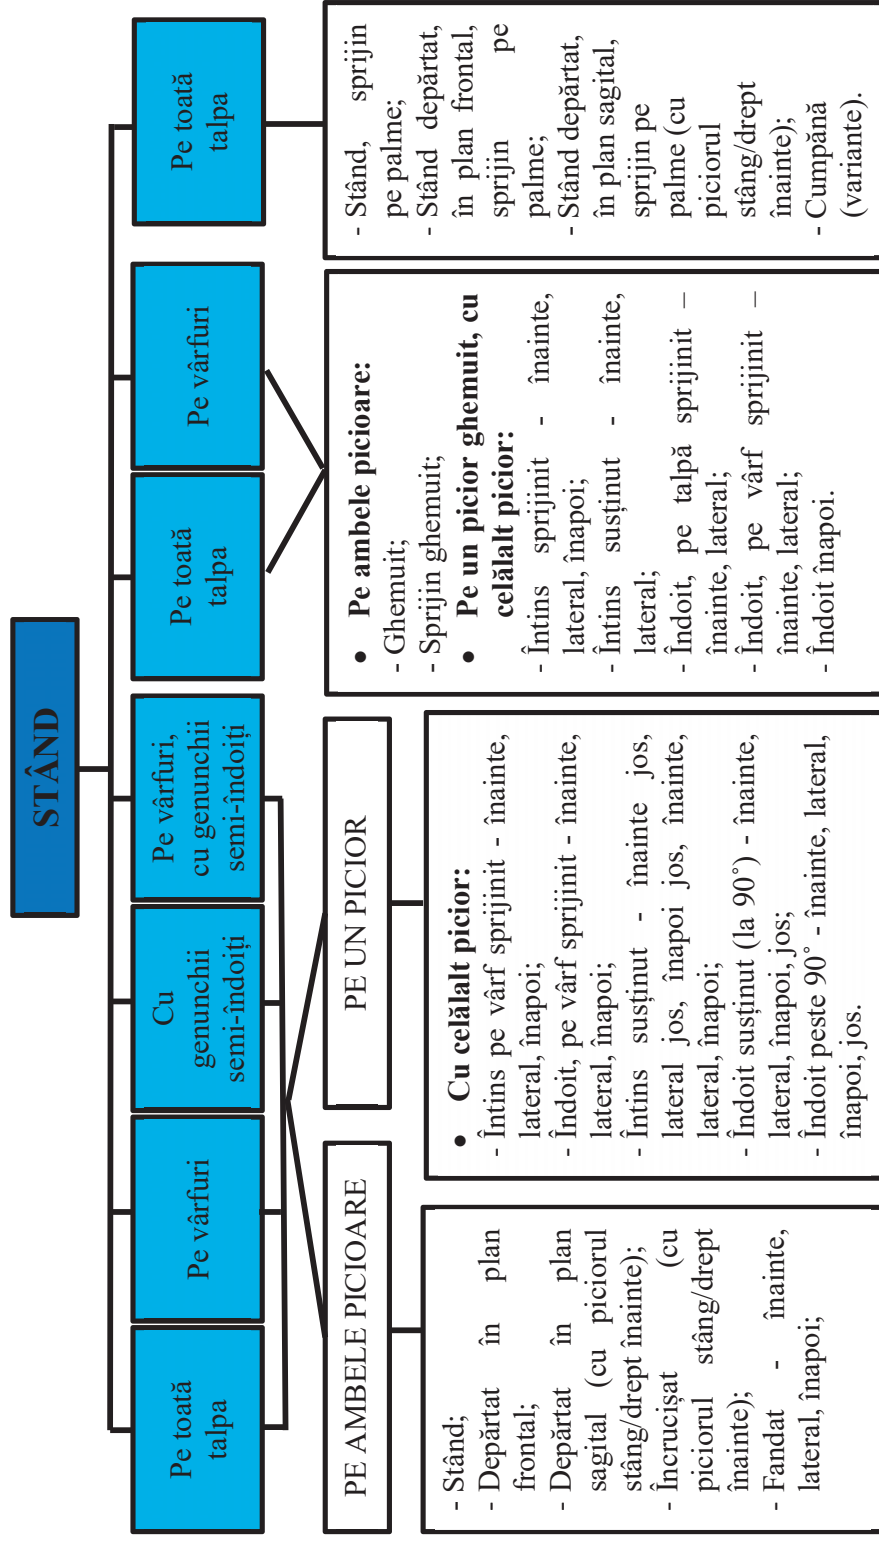 STÂND
Pe toată
talpa
Pe vârfuri
Cu
genunchii
semi-îndoiți
Pe vârfuri,
cu genunchii
semi-îndoiți
Pe toată
talpa
Pe vârfuri
Pe toată
talpa
PE AMBELE PICIOARE
PE UN PICIOR
- Stând;
- Depărtat în plan
frontal;
- Depărtat în plan
sagital (cu piciorul
stâng/drept înainte);
- Încrucișat (cu
piciorul stâng/drept
înainte);
- Fandat - înainte,
lateral, înapoi;
• Cu celălalt picior:
- Întins pe vârf sprijinit - înainte,
lateral, înapoi;
- Îndoit, pe vârf sprijinit - înainte,
lateral, înapoi;
- Întins susținut - înainte jos,
lateral jos, înapoi jos, înainte,
lateral, înapoi;
- Îndoit susținut (la 90˚) - înainte,
lateral, înapoi, jos;
- Îndoit peste 90˚ - înainte, lateral,
înapoi, jos.
• Pe ambele picioare:
- Ghemuit;
- Sprijin ghemuit;
• Pe un picior ghemuit, cu
celălalt picior:
- Întins sprijinit - înainte,
lateral, înapoi;
- Întins susținut - înainte,
lateral;
- Îndoit, pe talpă sprijinit –
înainte, lateral;
- Îndoit, pe vârf sprijinit –
înainte, lateral;
- Îndoit înapoi.
- Stând, sprijin
pe palme;
- Stând depărtat,
în plan frontal,
sprijin pe
palme;
- Stând depărtat,
în plan sagital,
sprijin pe
palme (cu
piciorul
stâng/drept
înainte);
- Cumpănă
(variante).